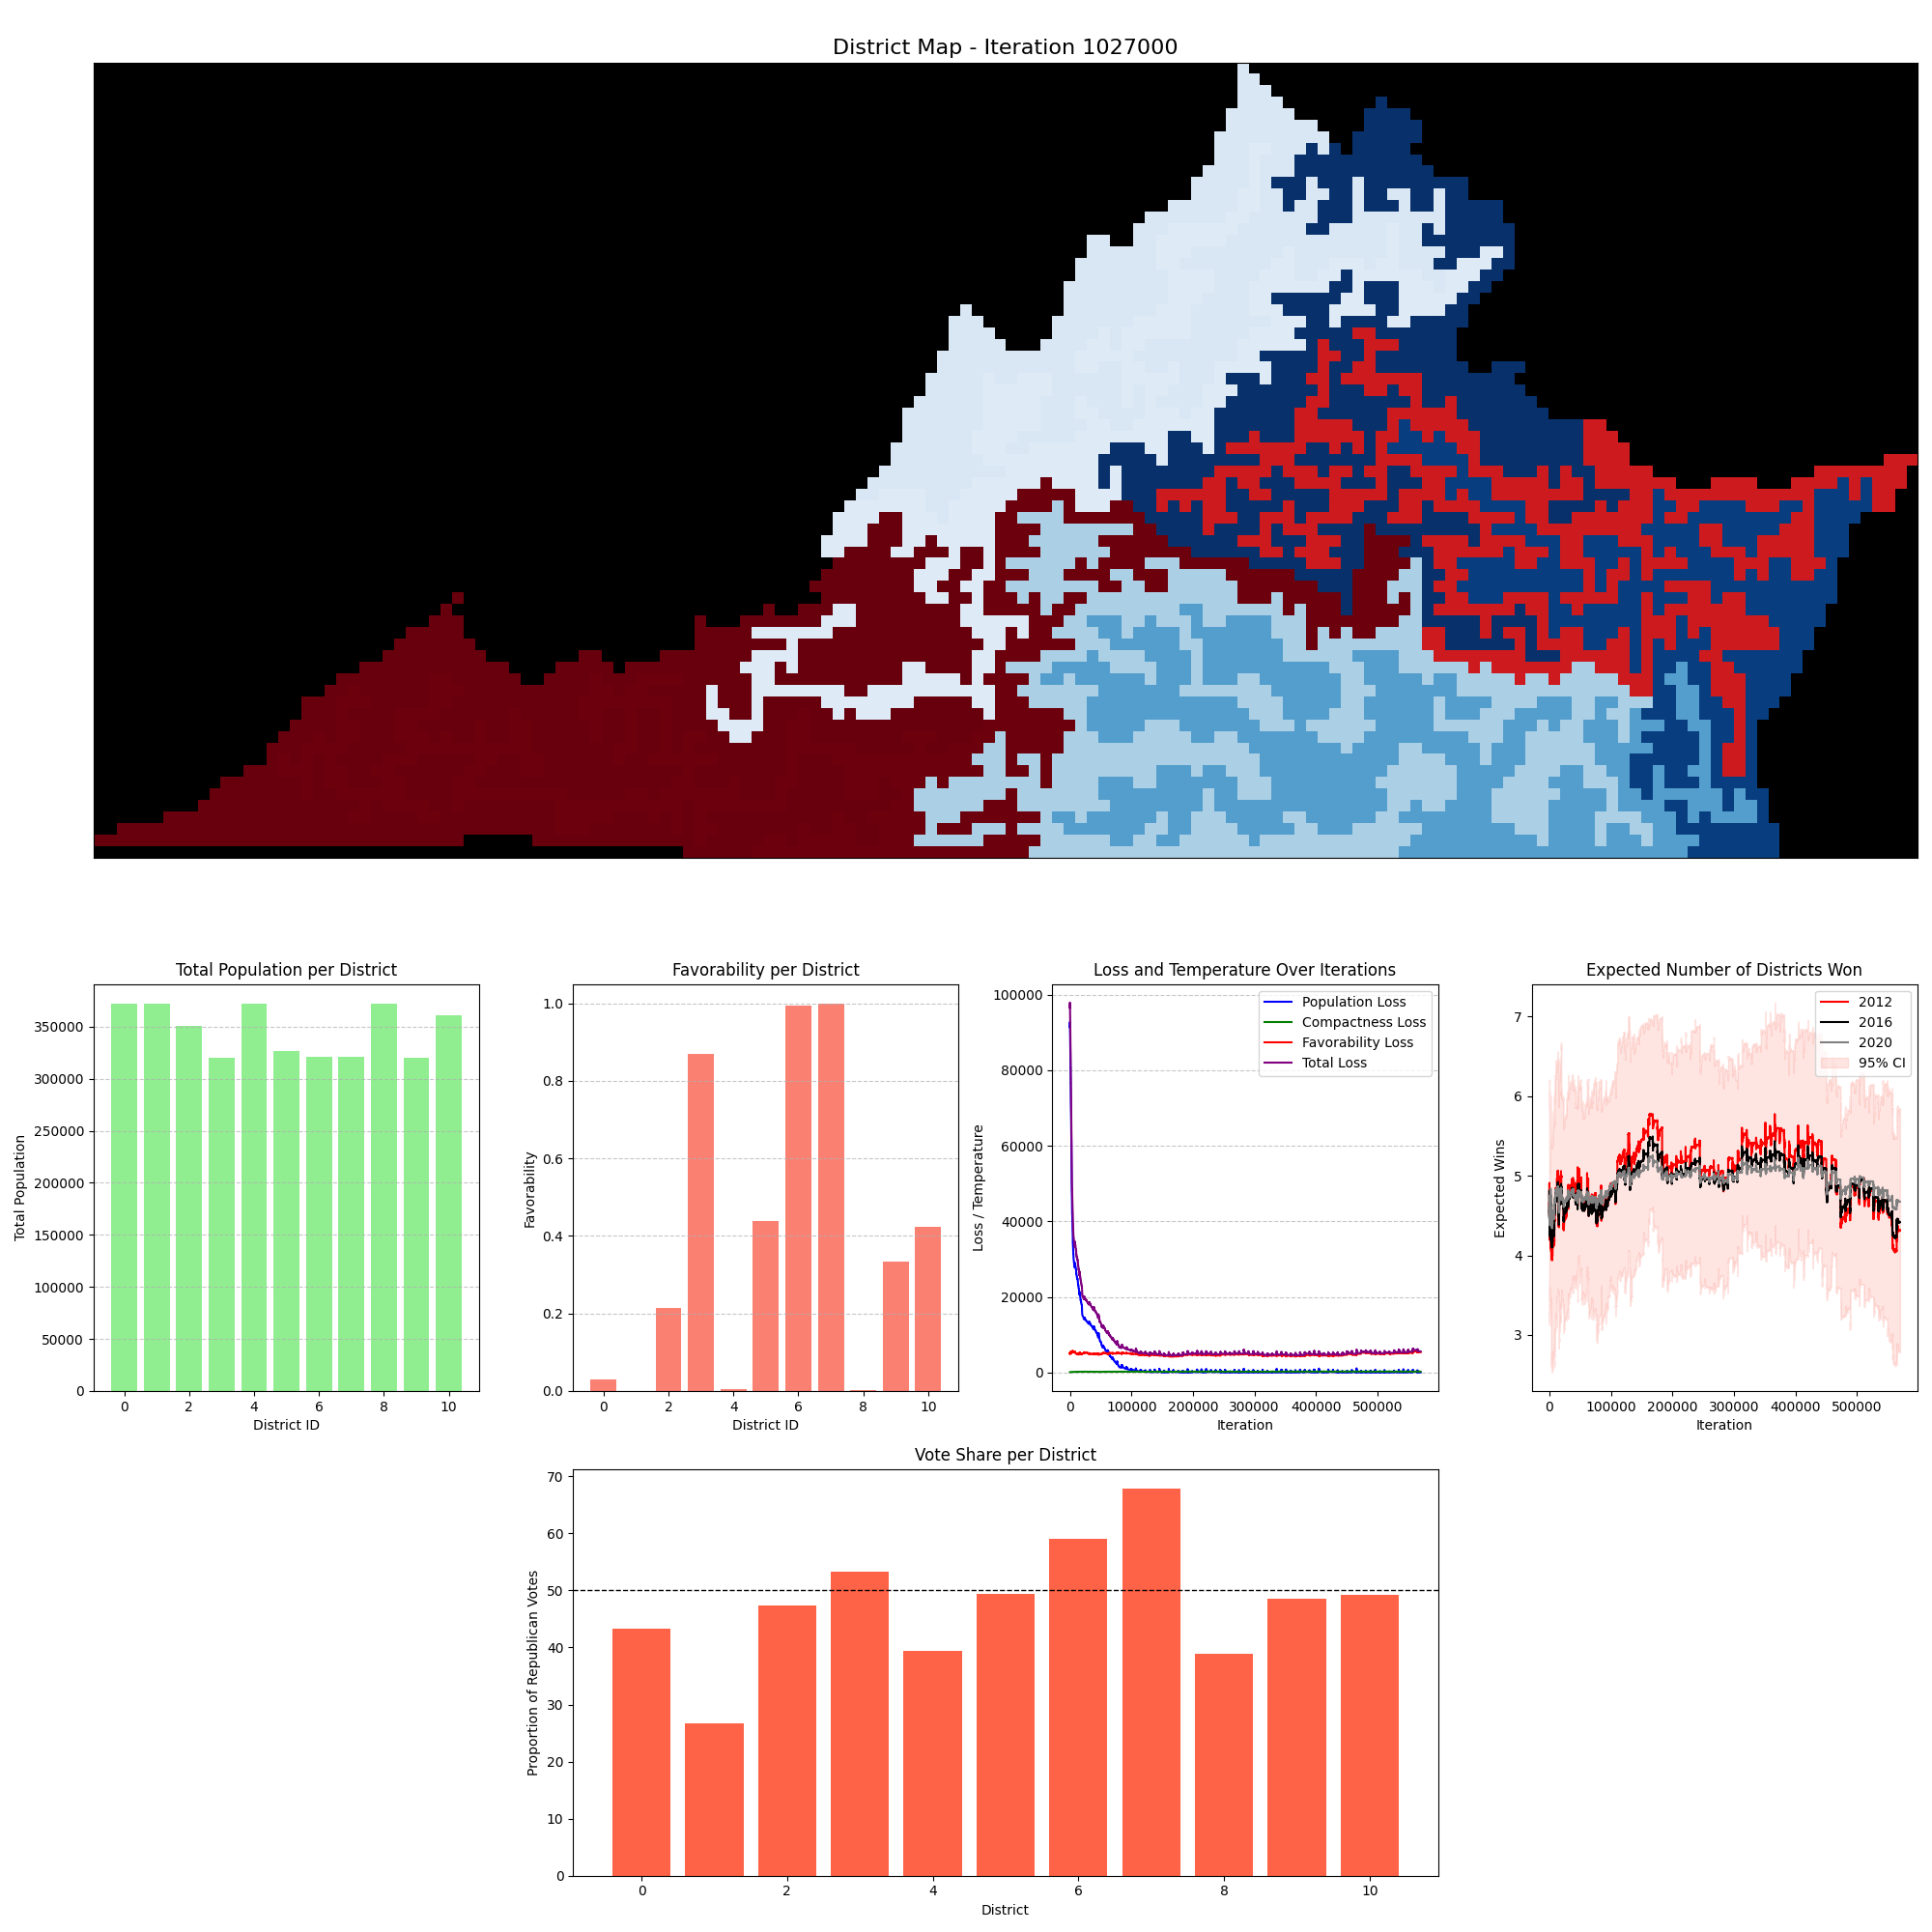 District Map - Iteration 1027000
Total Population per District
Total Population
350000
300000
250000
200000
150000
100000
50000
0
0 2 4 6 8 10
District ID
Favorability per District
Favorability
1.0
0.8
0.6
0.4
0.2
0.0
0 2 4 6 8 10
District ID
Loss and Temperature Over Iterations
Loss / Temperature
100000
80000
60000
40000
20000
0
Population Loss
Compactness Loss
Favorability Loss
Total Loss
0 100000 200000 300000 400000 500000
Iteration
Expected Number of Districts Won
Expected Wins
7
6
5
4
3
2012
2016
2020
95% CI
0 100000 200000 300000 400000 500000
Iteration
Vote Share per District
Proportion of Republican Votes
70
60
50
40
30
20
10
0
0 2 4 6 8 10
District